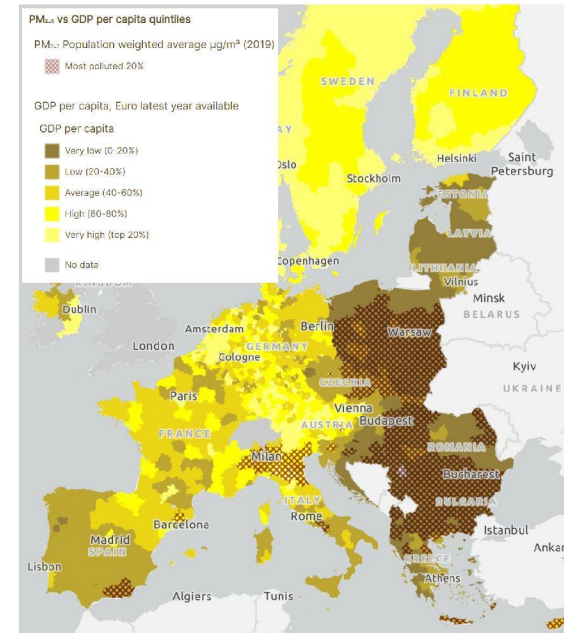 PM₂.₅ vs GDP per capita quintiles
PM₂.₅ Population weighted average µg/m³ (2019)
Most polluted 20%
GDP per capita, Euro latest year available
GDP per capita
Very low (0-20%)
Low (20-40%)
Average (40-60%)
High (60-80%)
Very high (top 20%)
No data
SWEDEN
FINLAND
AY
Oslo
Helsinki
Saint
Petersburg
Stockholm
ESTONIA
LATVIA
Copenhagen
LITHUANIA
KINGDOM
Vilnius
Dublin
Minsk
BELARUS
Amsterdam
Berlin
Warsaw
London
GERMANY
Cologne
Kyiv
CZECHIA
UKRAINE
Paris
Vienna
Budapest
AUSTRIA
FRANCE
ROMANIA
Milan
Bucharest
ITALY
BULGARIA
Rome
Barcelona
Madrid
SPAIN
Istanbul
GREECE
Ankar
Lisbon
Athens
Algiers
Tunis